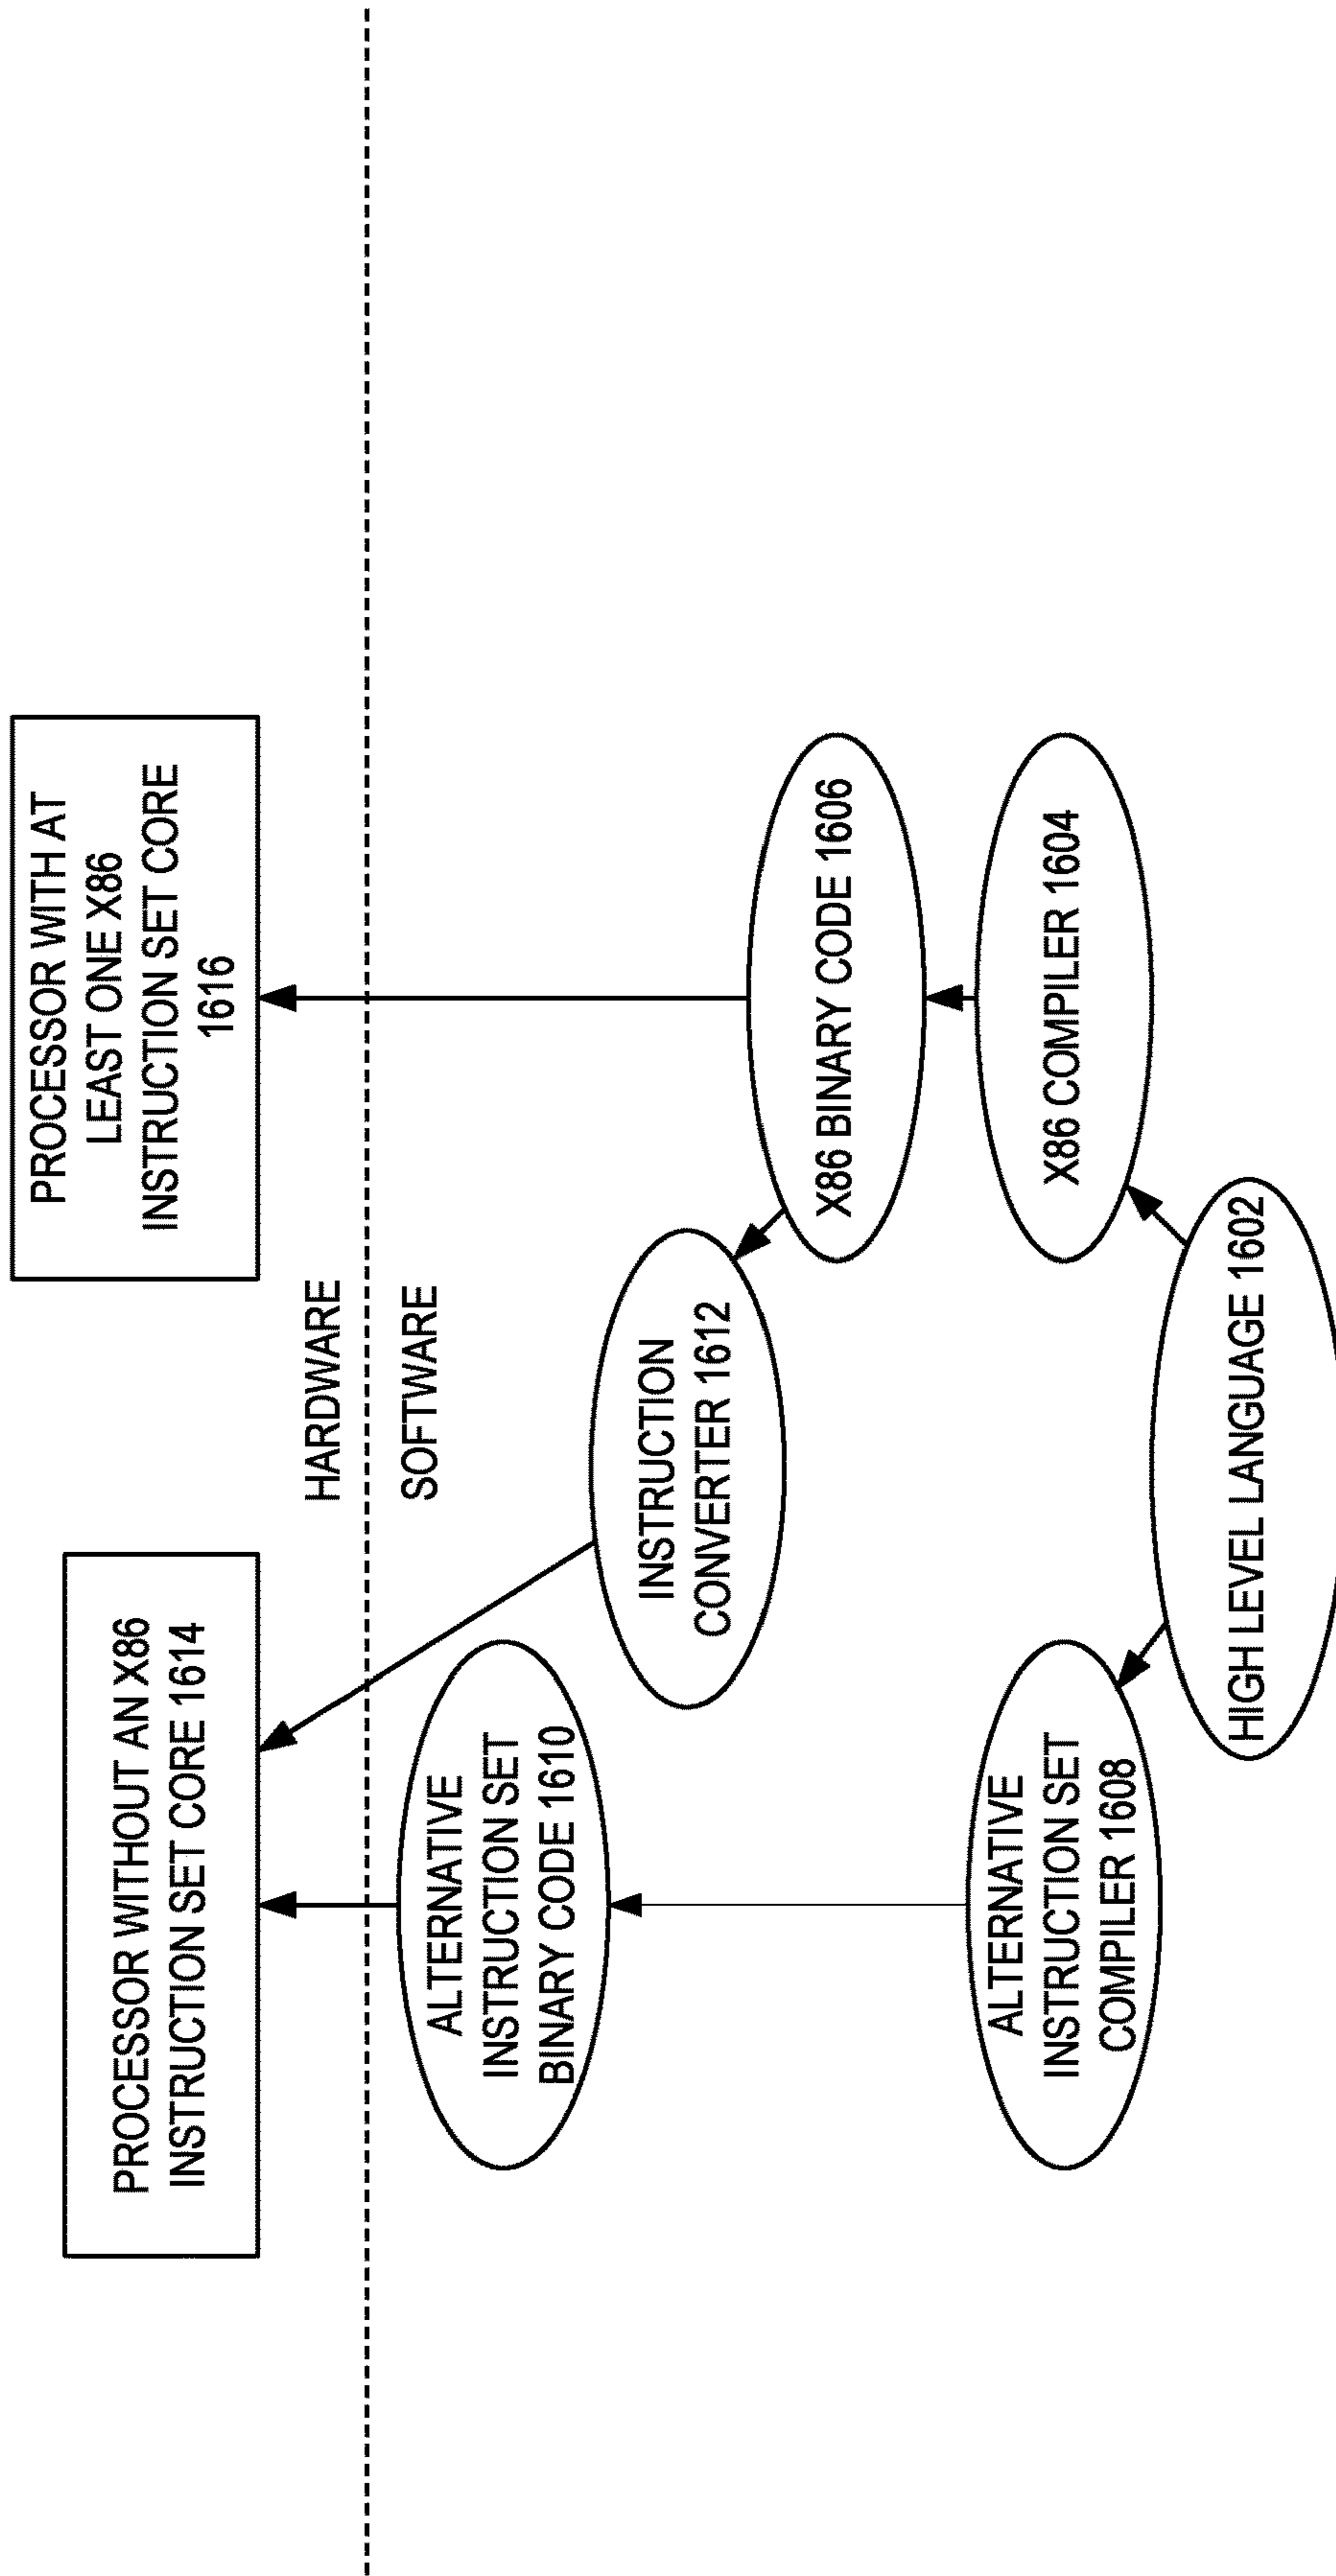 PROCESSOR WITHOUT AN X86
INSTRUCTION SET CORE 1614
PROCESSOR WITH AT
LEAST ONE X86
INSTRUCTION SET CORE
1616
HARDWARE
SOFTWARE
ALTERNATIVE
INSTRUCTION SET
BINARY CODE 1610
INSTRUCTION
CONVERTER 1612
X86 BINARY CODE 1606
ALTERNATIVE
INSTRUCTION SET
COMPILER 1608
X86 COMPILER 1604
HIGH LEVEL LANGUAGE 1602